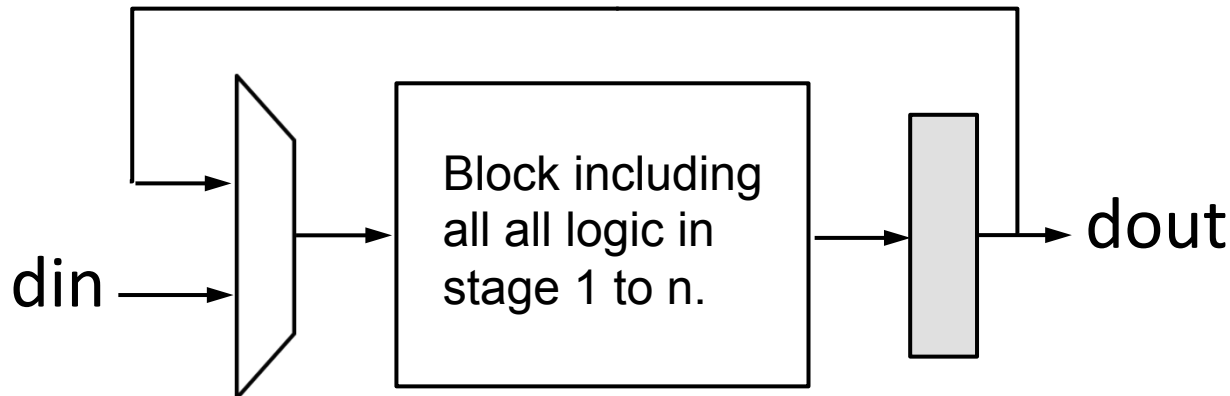 Block including
all all logic in
stage 1 to n.
din
dout